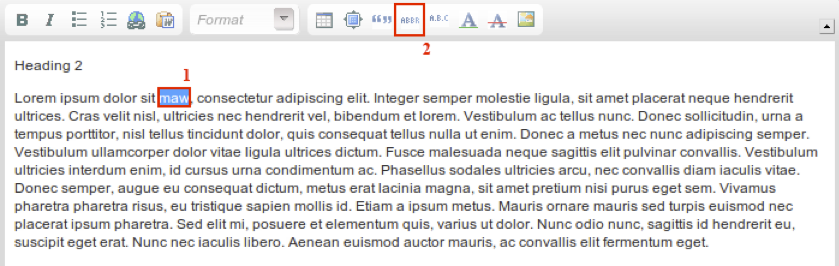 B I Format 66 99 ABBR A.B.C A A
2
Heading 2
1
Lorem ipsum dolor sit maw, consectetur adipiscing elit. Integer semper molestie ligula, sit amet placerat neque hendrerit
ultrices. Cras velit nisl, ultricies nec hendrerit vel, bibendum et lorem. Vestibulum ac tellus nunc. Donec sollicitudin, urna a
tempus porttitor, nisl tellus tincidunt dolor, quis consequat tellus nulla ut enim. Donec a metus nec nunc adipiscing semper.
Vestibulum ullamcorper dolor vitae ligula ultrices dictum. Fusce malesuada neque sagittis elit pulvinar convallis. Vestibulum
ultricies interdum enim, id cursus urna condimentum ac. Phasellus sodales ultricies arcu, nec convallis diam iaculis vitae.
Donec semper, augue eu consequat dictum, metus erat lacinia magna, sit amet pretium nisi purus eget sem. Vivamus
pharetra pharetra risus, eu tristique sapien mollis id. Etiam a ipsum metus. Mauris ornare mauris sed turpis euismod nec
placerat ipsum pharetra. Sed elit mi, posuere et elementum quis, varius ut dolor. Nunc odio nunc, sagittis id hendrerit eu,
suscipit eget erat. Nunc nec iaculis libero. Aenean euismod auctor mauris, ac convallis elit fermentum eget.